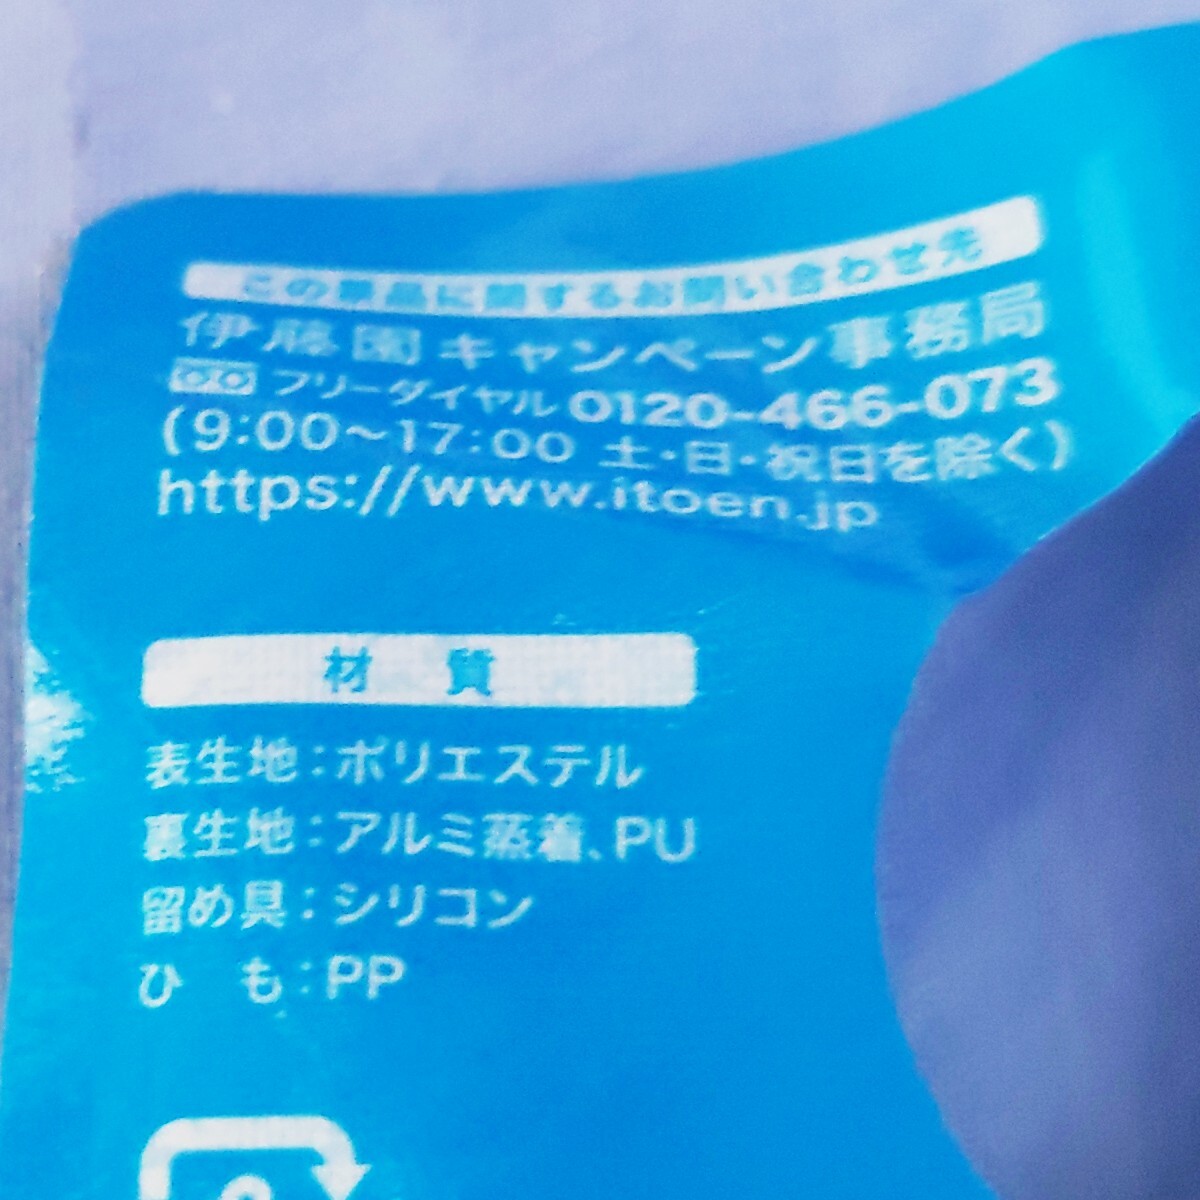 この景品に関するお問い合わせ先
伊藤園キャンペーン事務局
フリーダイヤル 0120-466-073
(9:00～17:00 土・日・祝日を除く)
https://www.itoen.jp
材 質
表生地：ポリエステル
裏生地：アルミ蒸着、PU
留め具：シリコン
ひ も：PP